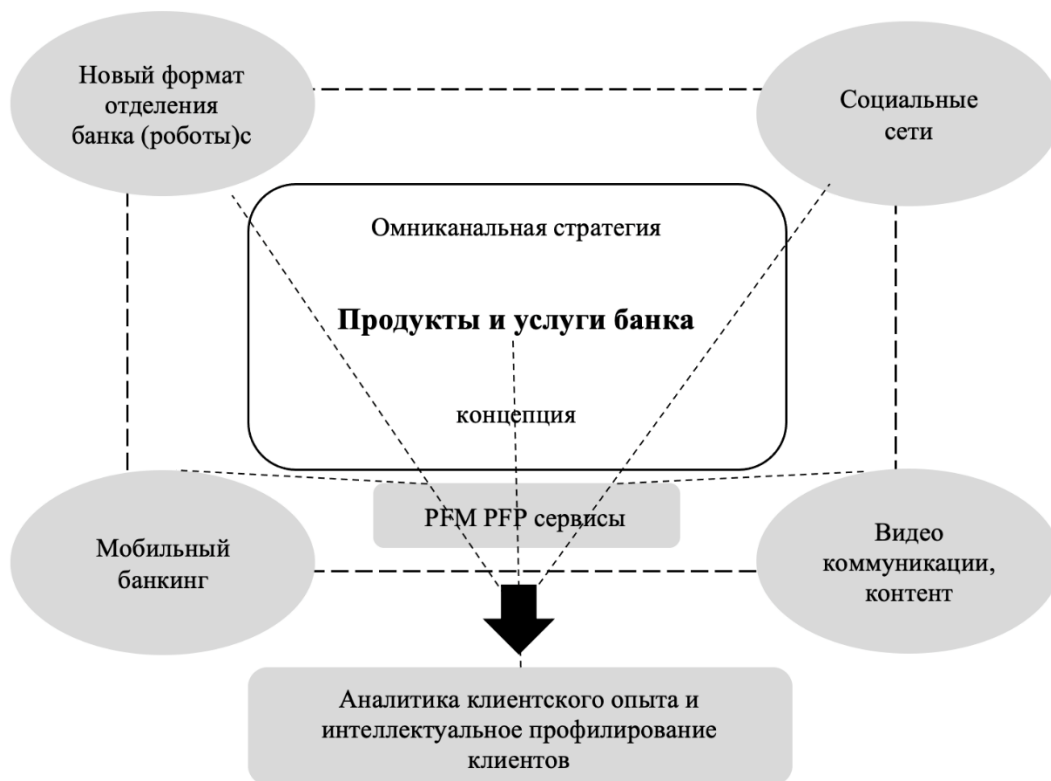 Новый формат
отделения
банка (роботы)с
Социальные
сети
Омниканальная стратегия
Продукты и услуги банка
концепция
PFM PFP сервисы
Мобильный
банкинг
Видео
коммуникации,
контент
Аналитика клиентского опыта и
интеллектуальное профилирование
клиентов